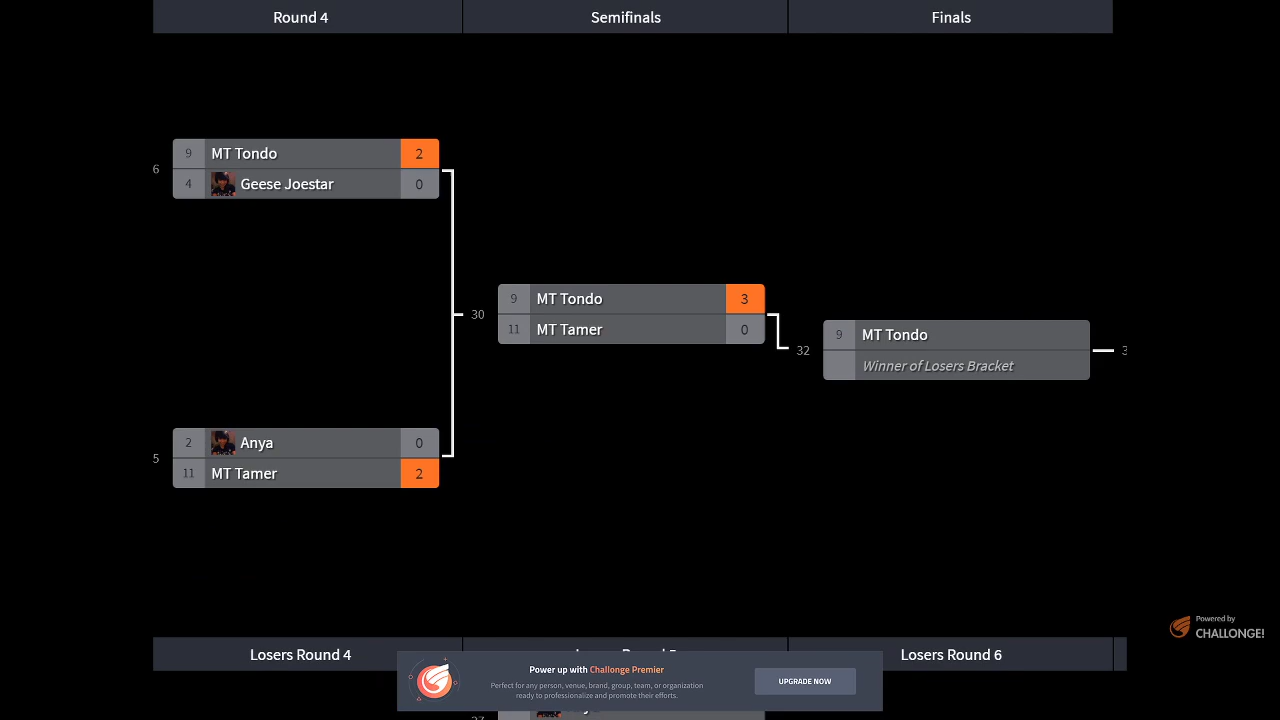 Round 4
Semifinals
Finals
9 MT Tondo 2
6
4 Geese Joestar 0
9 MT Tondo 3
30
11 MT Tamer 0
9 MT Tondo
32
Winner of Losers Bracket
2 Anya 0
5
11 MT Tamer 2
Powered by
CHALLONGE!
Losers Round 4
Losers Round 6
Power up with Challonge Premier
Perfect for any person, venue, brand, group, team, or organization
ready to professionalize and promote their efforts.
UPGRADE NOW